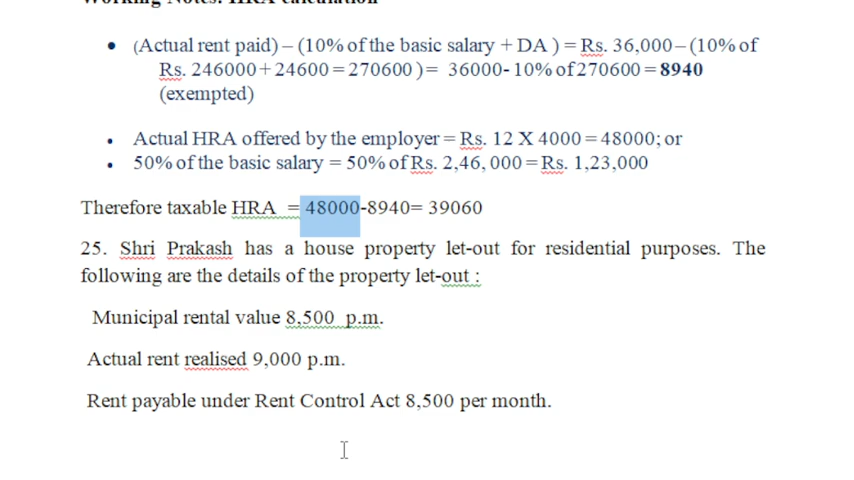 Working Notes: HRA calculation
• (Actual rent paid) – (10% of the basic salary + DA ) = Rs. 36,000– (10% of
Rs. 246000+24600=270600 )= 36000- 10% of 270600 = 8940
(exempted)
• Actual HRA offered by the employer = Rs. 12 X 4000 = 48000; or
• 50% of the basic salary = 50% of Rs. 2,46, 000 = Rs. 1,23,000
Therefore taxable HRA = 48000-8940= 39060
25. Shri Prakash has a house property let-out for residential purposes. The
following are the details of the property let-out :
Municipal rental value 8,500 p.m.
Actual rent realised 9,000 p.m.
Rent payable under Rent Control Act 8,500 per month.